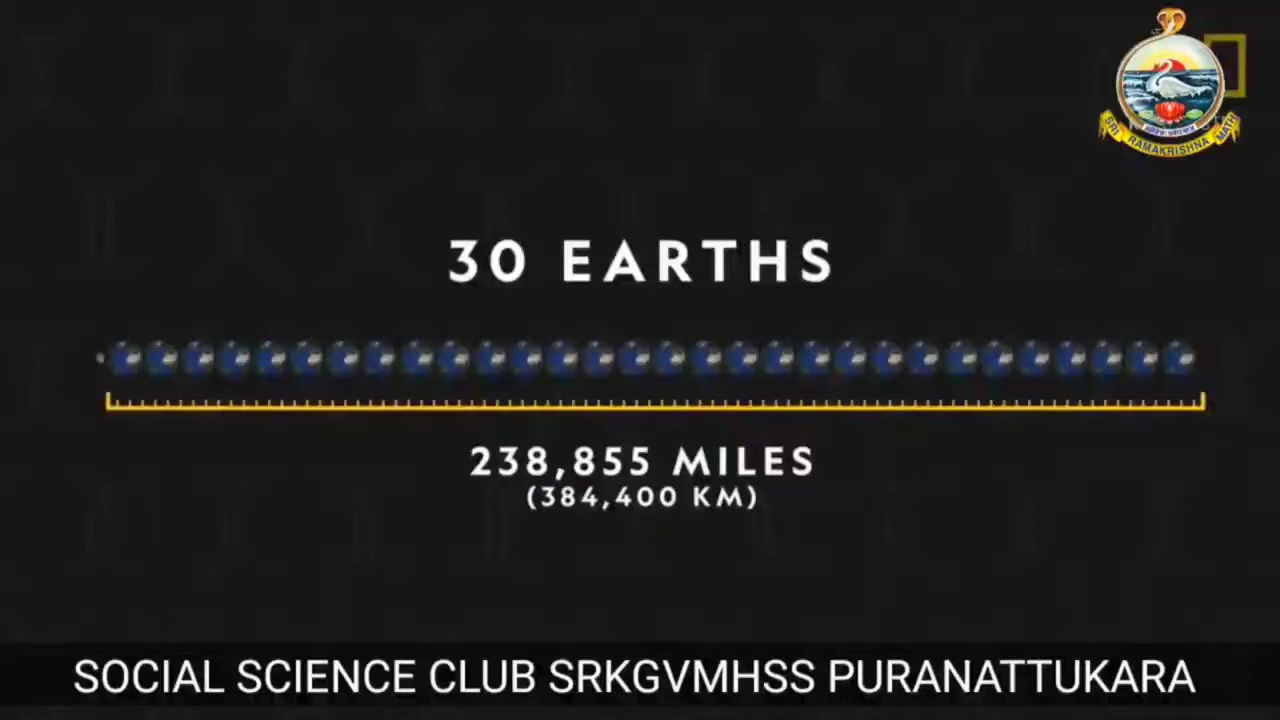 SRI RAMAKRISHNA MATH
30 EARTHS
238,855 MILES
(384,400 KM)
SOCIAL SCIENCE CLUB SRKGVMHSS PURANATTUKARA